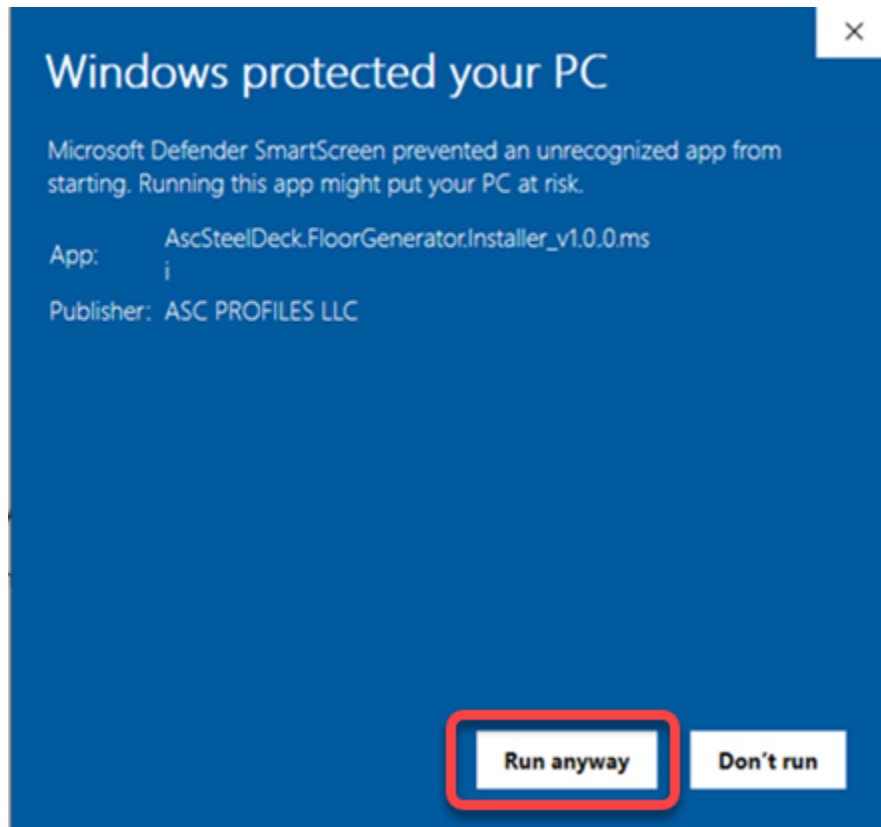 Windows protected your PC
Microsoft Defender SmartScreen prevented an unrecognized app from
starting. Running this app might put your PC at risk.
App: AscSteelDeck.FloorGenerator.Installer_v1.0.0.ms
i
Publisher: ASC PROFILES LLC
Run anyway Don't run